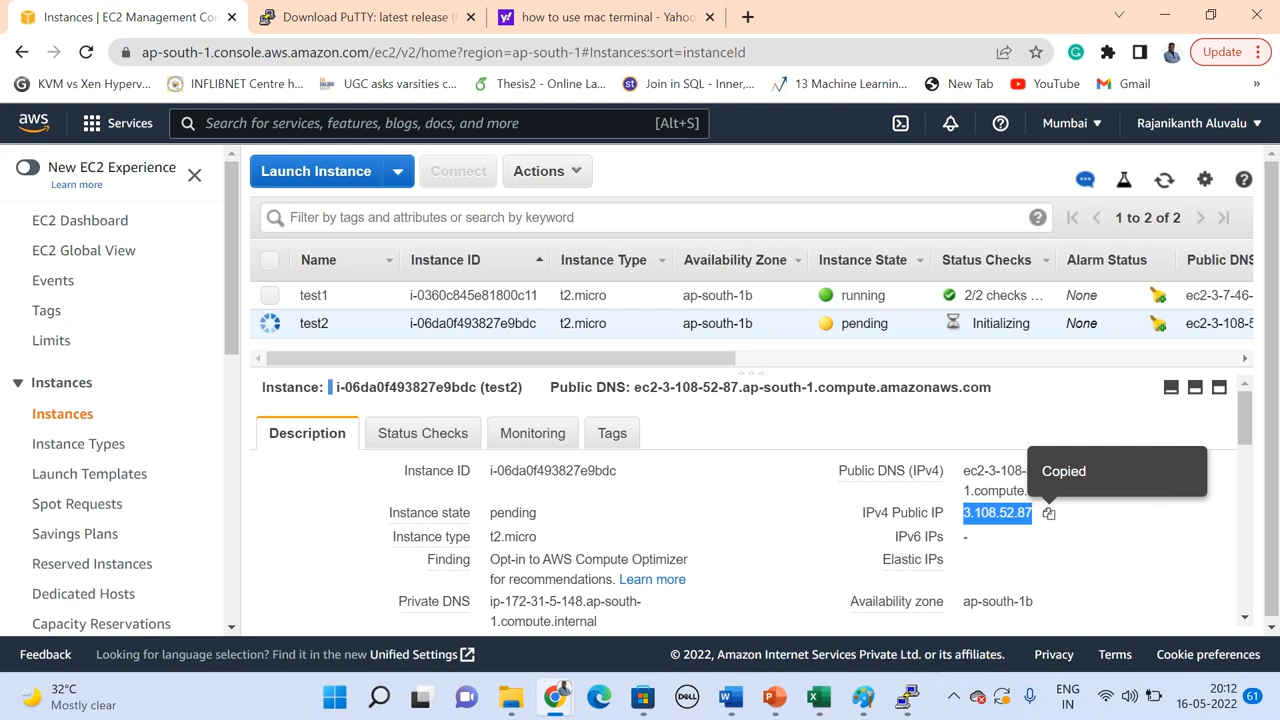 Instances | EC2 Management Cor
Download PuTTY: latest release (
how to use mac terminal - Yahoo
ap-south-1.console.aws.amazon.com/ec2/v2/home?region=ap-south-1#Instances:sort=instanceId
Update
KVM vs Xen Hyperv...
INFLIBNET Centre h...
UGC asks varsities c...
Thesis2 - Online La...
Join in SQL - Inner,...
13 Machine Learnin...
New Tab
YouTube
Gmail
»
aws
Services
Search for services, features, blogs, docs, and more
[Alt+S]
Mumbai
Rajanikanth Aluvalu
New EC2 Experience
Learn more
EC2 Dashboard
EC2 Global View
Events
Tags
Limits
Instances
Instances
Instance Types
Launch Templates
Spot Requests
Savings Plans
Reserved Instances
Dedicated Hosts
Capacity Reservations
Launch Instance
Connect
Actions
Filter by tags and attributes or search by keyword
1 to 2 of 2
Name Instance ID Instance Type Availability Zone Instance State Status Checks Alarm Status Public DNS
test1 i-0360c845e81800c11 t2.micro ap-south-1b running 2/2 checks ... None ec2-3-7-46-
test2 i-06da0f493827e9bdc t2.micro ap-south-1b pending Initializing None ec2-3-108-5
Instance: i-06da0f493827e9bdc (test2) Public DNS: ec2-3-108-52-87.ap-south-1.compute.amazonaws.com
Description
Status Checks
Monitoring
Tags
Instance ID i-06da0f493827e9bdc
Instance state pending
Instance type t2.micro
Finding Opt-in to AWS Compute Optimizer
for recommendations. Learn more
Private DNS ip-172-31-5-148.ap-south-
1.compute.internal
Public DNS (IPv4) ec2-3-108-
1.compute.
Copied
IPv4 Public IP 3.108.52.87
IPv6 IPs -
Elastic IPs
Availability zone ap-south-1b
Feedback
Looking for language selection? Find it in the new Unified Settings
© 2022, Amazon Internet Services Private Ltd. or its affiliates.
Privacy
Terms
Cookie preferences
32°C
Mostly clear
DELL
ENG
IN
20:12
16-05-2022
61